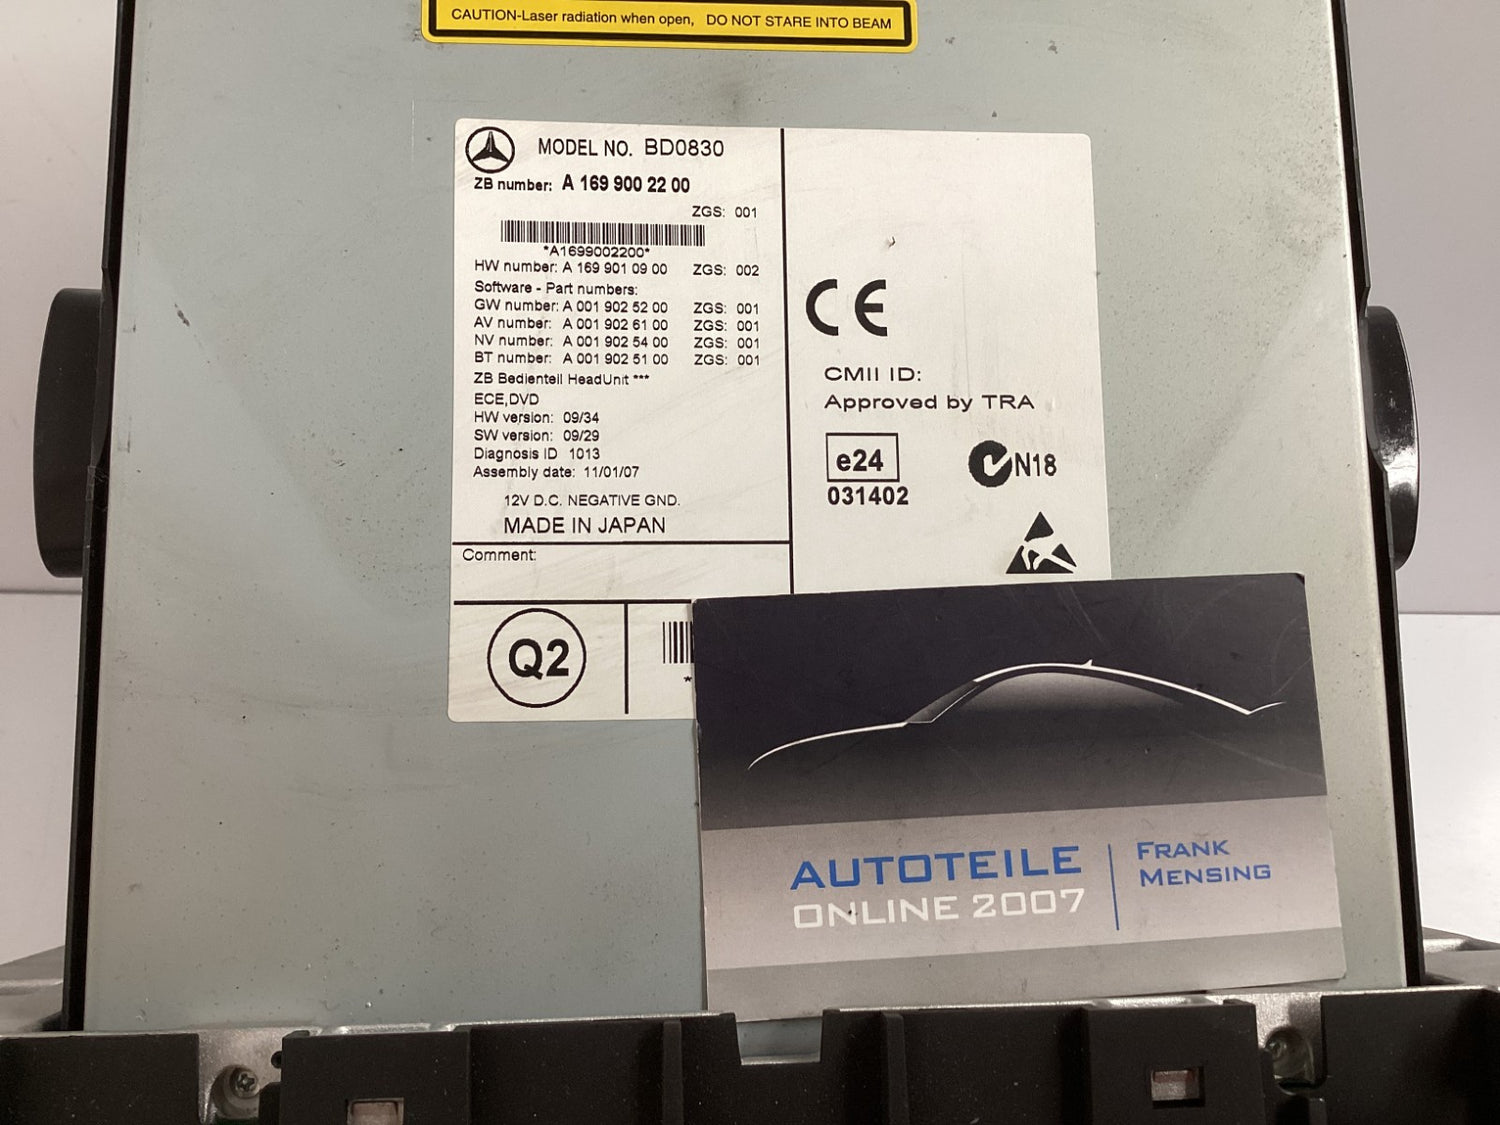 CAUTION-Laser radiation when open, DO NOT STARE INTO BEAM
MODEL NO. BD0830
ZB number: A 169 900 22 00
ZGS: 001
*A1699002200*
HW number: A 169 901 09 00 ZGS: 002
Software - Part numbers:
GW number: A 001 902 52 00 ZGS: 001
AV number: A 001 902 61 00 ZGS: 001
NV number: A 001 902 54 00 ZGS: 001
BT number: A 001 902 51 00 ZGS: 001
ZB Bedienteil HeadUnit ***
ECE,DVD
HW version: 09/34
SW version: 09/29
Diagnosis ID 1013
Assembly date: 11/01/07
12V D.C. NEGATIVE GND.
MADE IN JAPAN
Comment:
Q2
*
CE
CMII ID:
Approved by TRA
e24
031402
N18
AUTOTEILE
ONLINE 2007
FRANK
MENSING